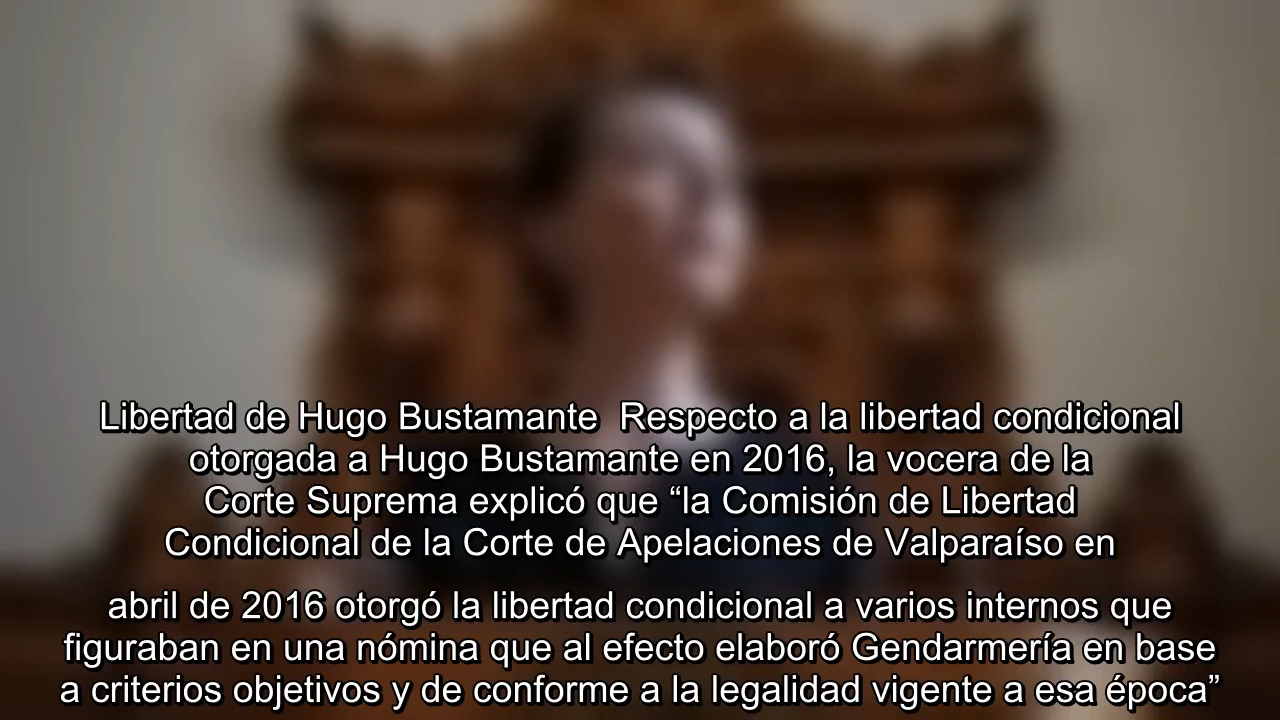 Libertad de Hugo Bustamante  Respecto a la libertad condicional
otorgada a Hugo Bustamante en 2016, la vocera de la
Corte Suprema explicó que “la Comisión de Libertad
Condicional de la Corte de Apelaciones de Valparaíso en
abril de 2016 otorgó la libertad condicional a varios internos que
figuraban en una nómina que al efecto elaboró Gendarmería en base
a criterios objetivos y de conforme a la legalidad vigente a esa época”